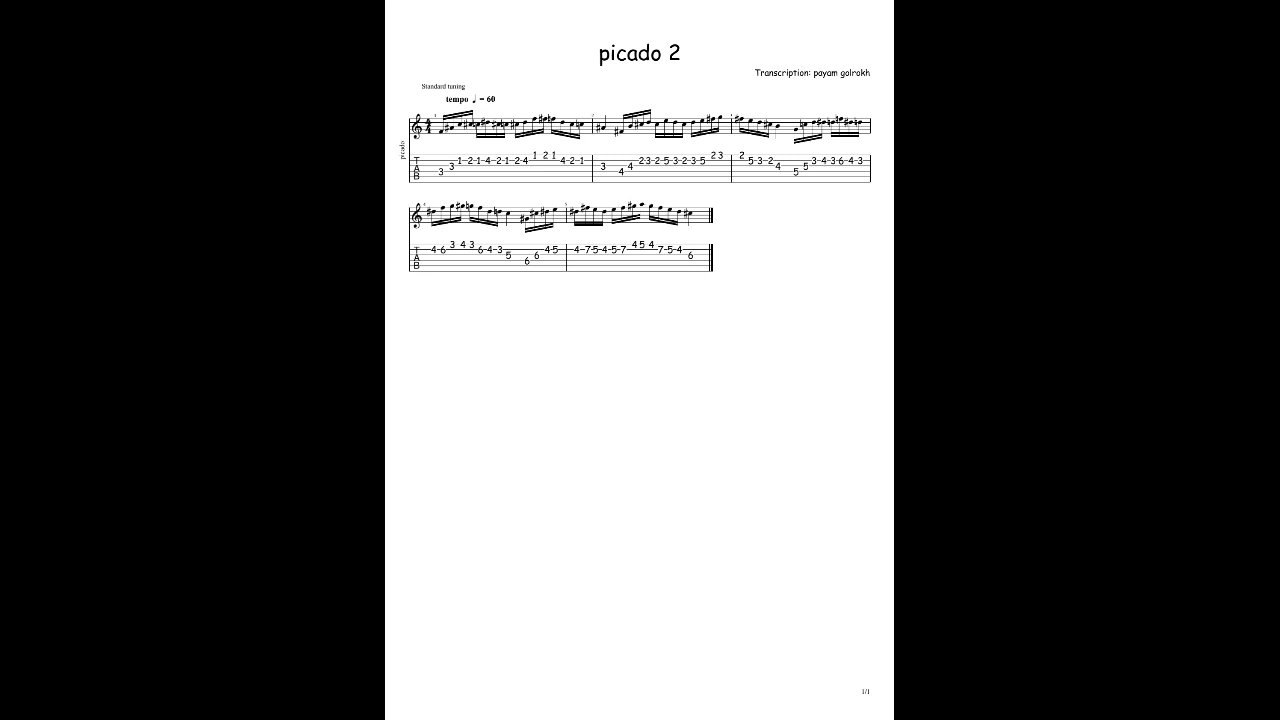 picado 2
Transcription: payam golrokh
Standard tuning
tempo ♩ = 60
picado
T A B
3 3 1 2 1 4 2 1 2 4 1 2 1 4 2 1 3 4 4 2 3 2 5 3 2 3 5 2 3 2 5 3 2 4 5 5 3 4 3 6 4 3
T A B
4 6 3 4 3 6 4 3 5 6 6 4 5 4 7 5 4 5 7 4 5 4 7 5 4 6
1/1